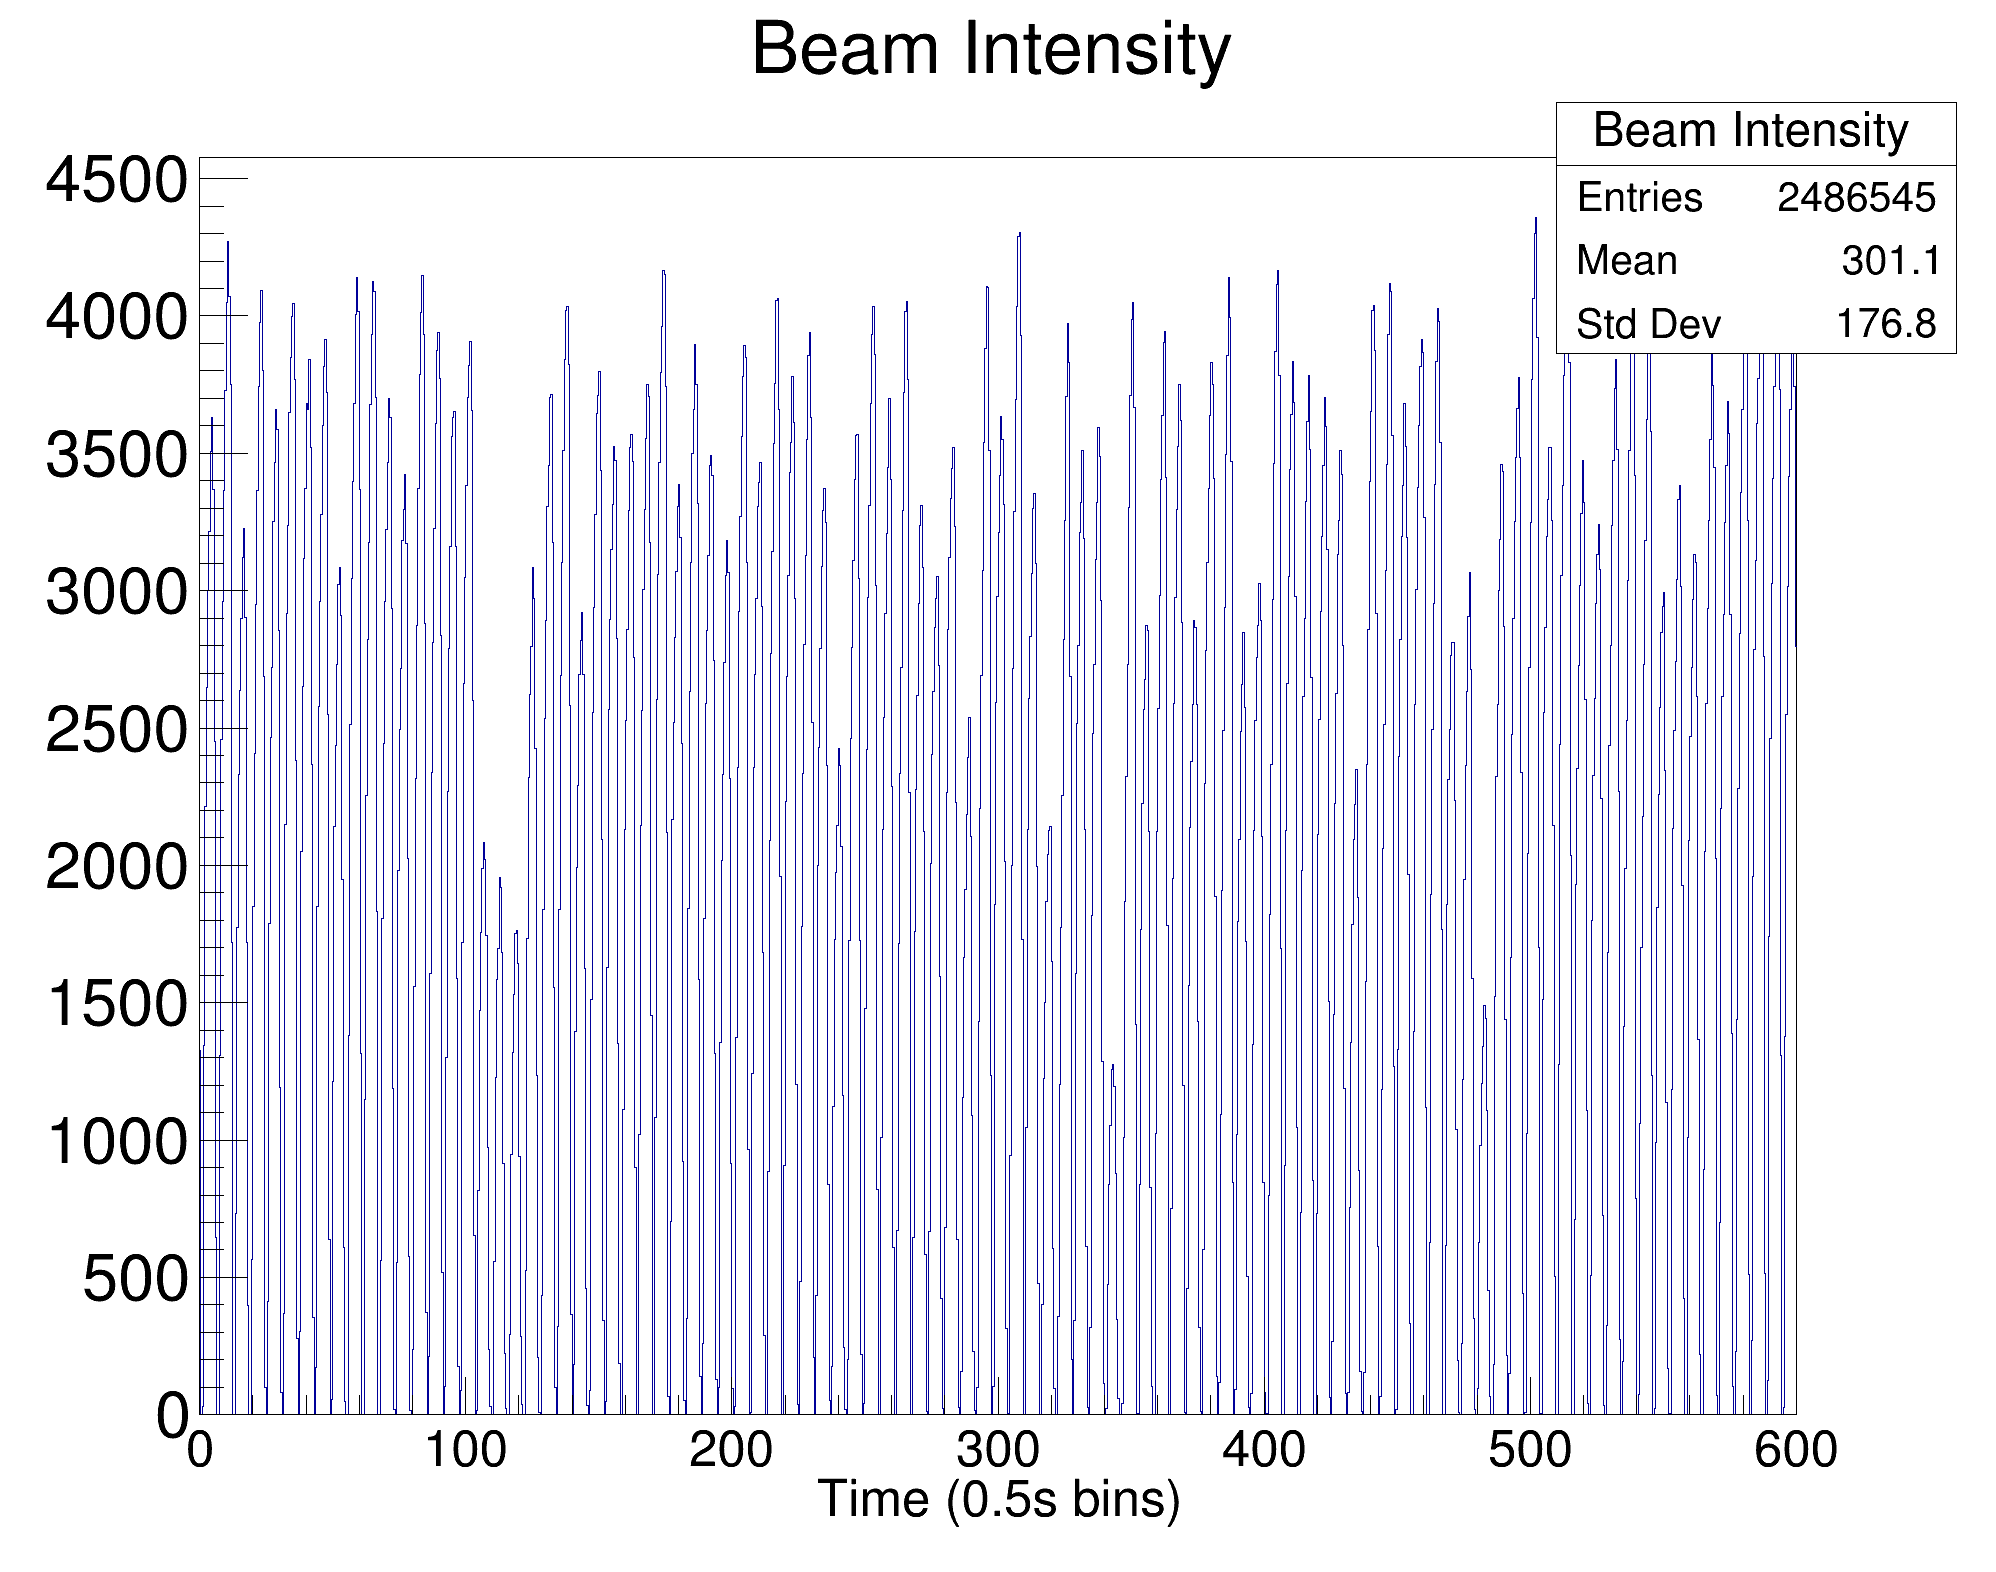 Beam Intensity
Beam Intensity
Entries 2486545
Mean 301.1
Std Dev 176.8
4500
4000
3500
3000
2500
2000
1500
1000
500
0
0 100 200 300 400 500 600
Time (0.5s bins)